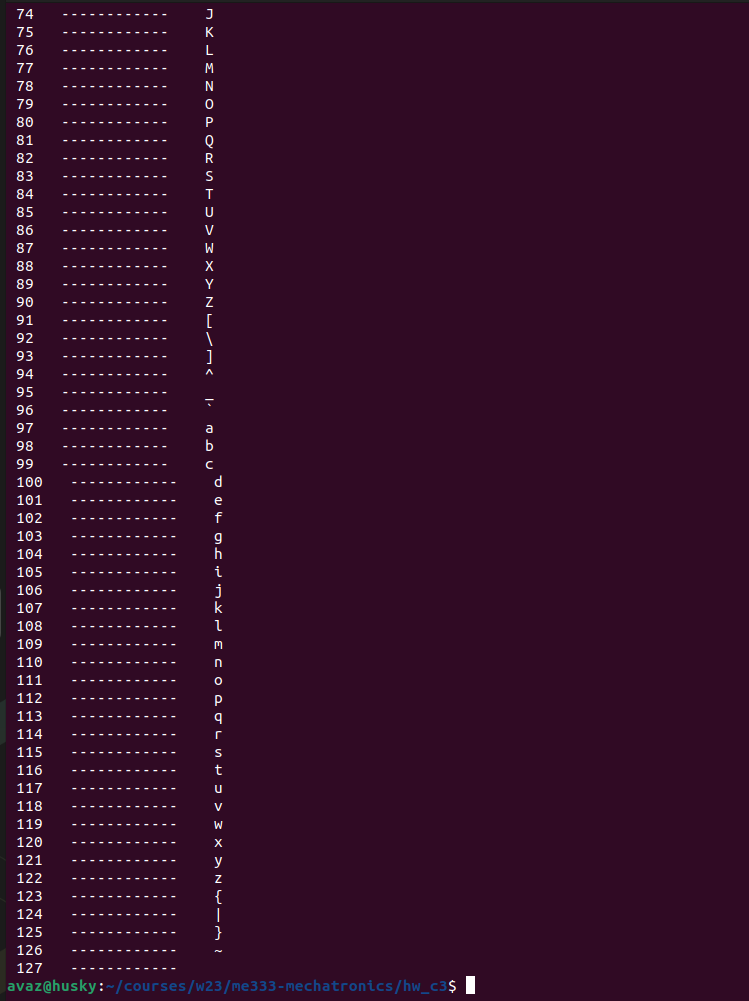 74   ------------    J
75   ------------    K
76   ------------    L
77   ------------    M
78   ------------    N
79   ------------    O
80   ------------    P
81   ------------    Q
82   ------------    R
83   ------------    S
84   ------------    T
85   ------------    U
86   ------------    V
87   ------------    W
88   ------------    X
89   ------------    Y
90   ------------    Z
91   ------------    [
92   ------------    \
93   ------------    ]
94   ------------    ^
95   ------------    _
96   ------------    `
97   ------------    a
98   ------------    b
99   ------------    c
100   ------------    d
101   ------------    e
102   ------------    f
103   ------------    g
104   ------------    h
105   ------------    i
106   ------------    j
107   ------------    k
108   ------------    l
109   ------------    m
110   ------------    n
111   ------------    o
112   ------------    p
113   ------------    q
114   ------------    r
115   ------------    s
116   ------------    t
117   ------------    u
118   ------------    v
119   ------------    w
120   ------------    x
121   ------------    y
122   ------------    z
123   ------------    {
124   ------------    |
125   ------------    }
126   ------------    ~
127   ------------
avaz@husky:~/courses/w23/me333-mechatronics/hw_c3$